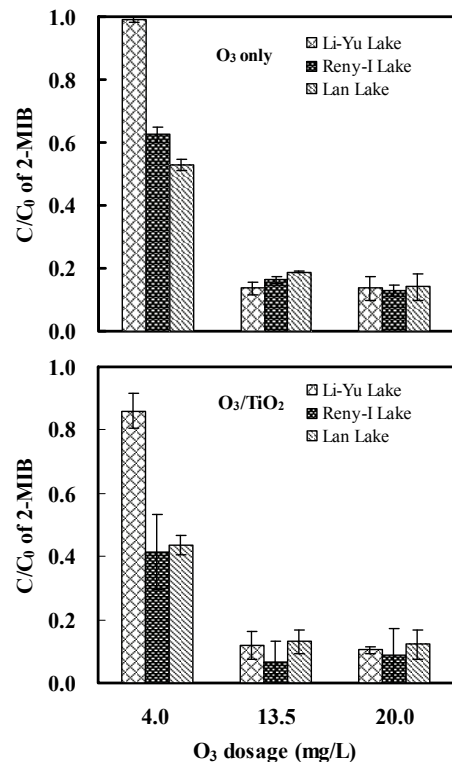 1.0
0.8
0.6
0.4
0.2
0.0
C/C₀ of 2-MIB
O₃ only
Li-Yu Lake
Reny-I Lake
Lan Lake
1.0
0.8
0.6
0.4
0.2
0.0
C/C₀ of 2-MIB
O₃/TiO₂
Li-Yu Lake
Reny-I Lake
Lan Lake
4.0 13.5 20.0
O₃ dosage (mg/L)